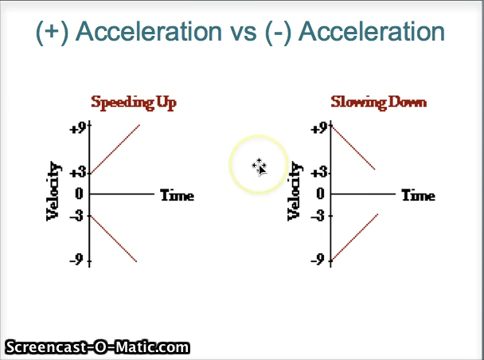 (+) Acceleration vs (-) Acceleration
Speeding Up
+9
+3
0
-3
-9
Velocity
Time
Slowing Down
+9
+3
0
-3
-9
Velocity
Time
Screencast-O-Matic.com